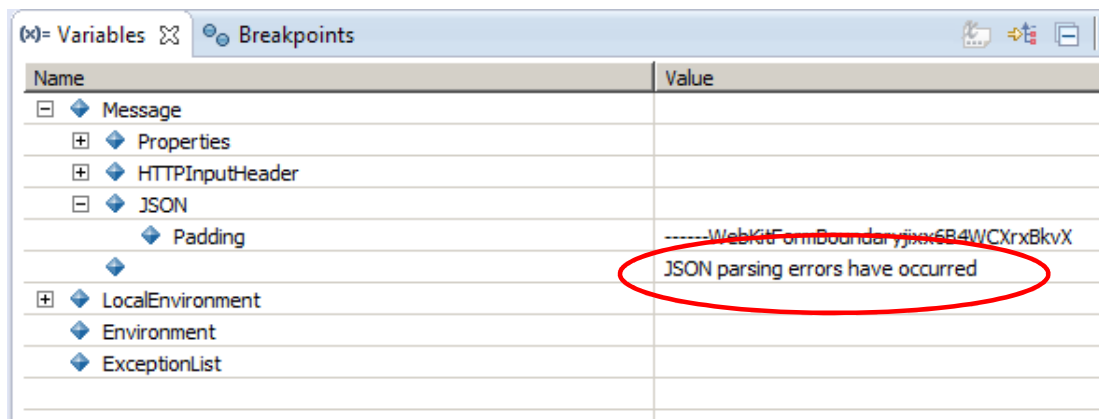 (x)= Variables Breakpoints
Name Value
Message
Properties
HTTPInputHeader
JSON
Padding ------WebKitFormBoundaryjixx6B4WCXrxBkvX
JSON parsing errors have occurred
LocalEnvironment
Environment
ExceptionList